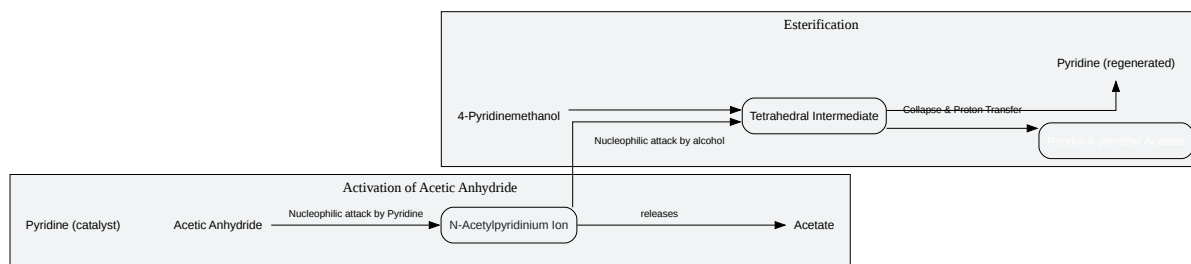 Esterification
Pyridine (regenerated)
4-Pyridinemethanol
Tetrahedral Intermediate
Collapse & Proton Transfer
Nucleophilic attack by alcohol
Activation of Acetic Anhydride
Pyridine (catalyst)
Acetic Anhydride
Nucleophilic attack by Pyridine
N-Acetylpyridinium Ion
releases
Acetate